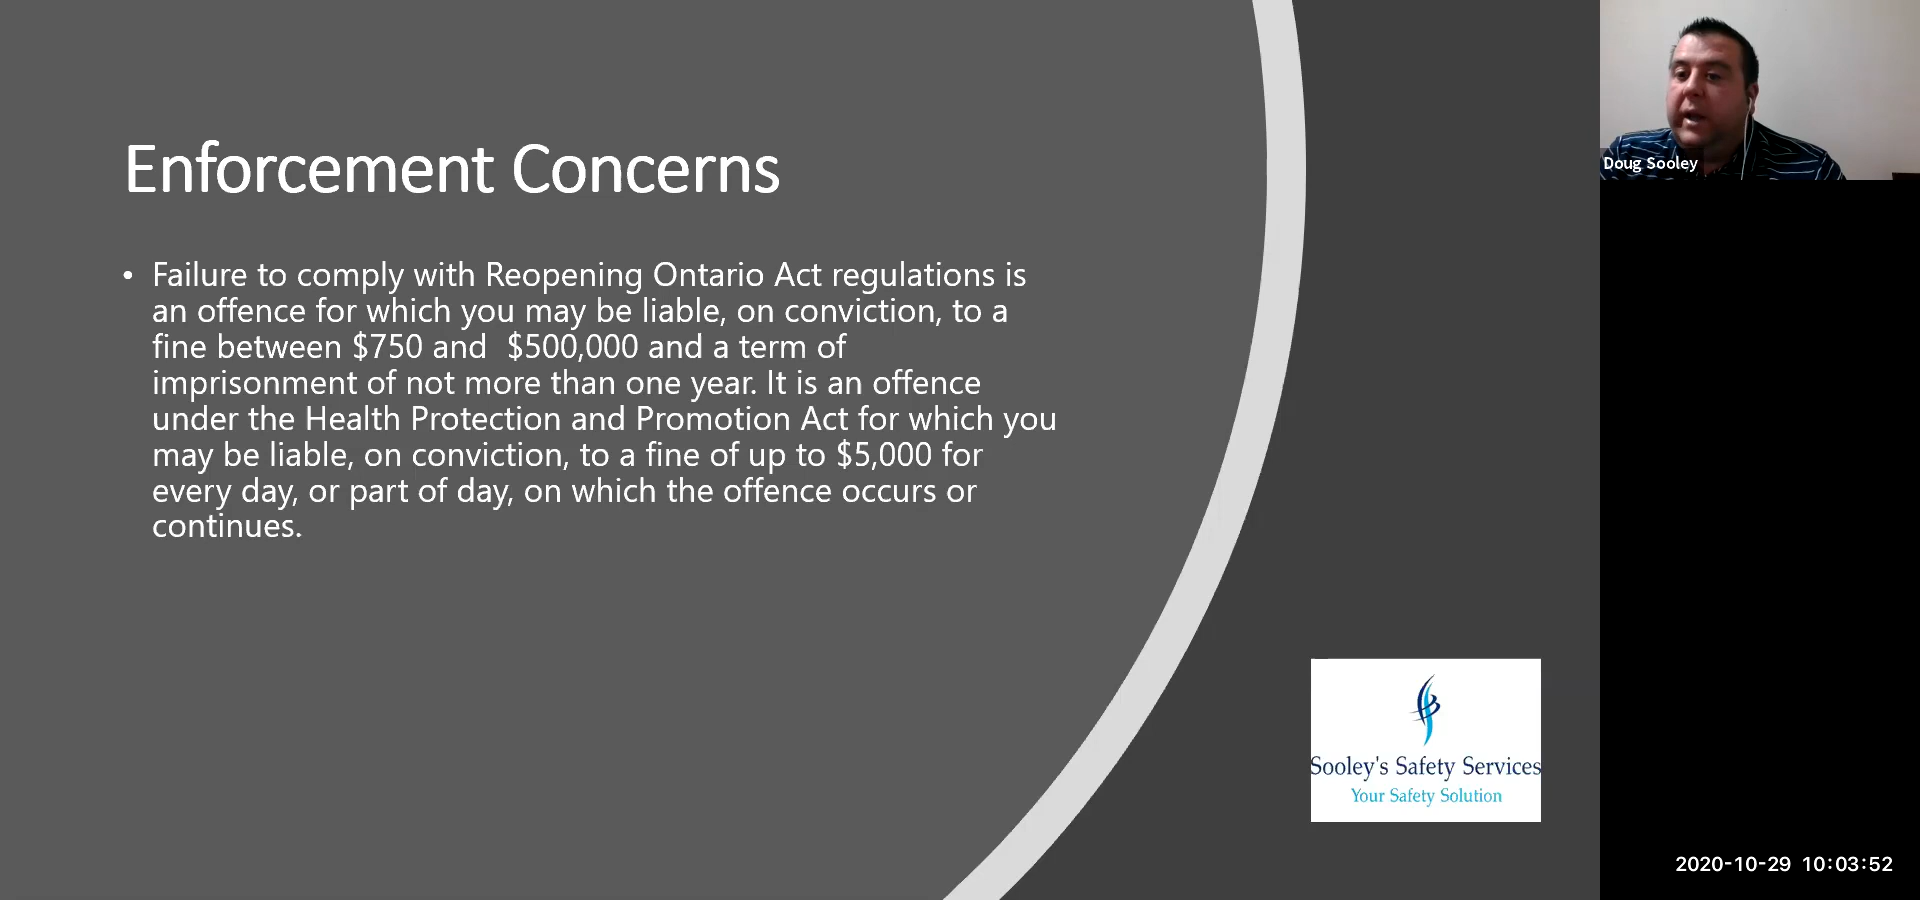 Enforcement Concerns
• Failure to comply with Reopening Ontario Act regulations is
an offence for which you may be liable, on conviction, to a
fine between $750 and  $500,000 and a term of
imprisonment of not more than one year. It is an offence
under the Health Protection and Promotion Act for which you
may be liable, on conviction, to a fine of up to $5,000 for
every day, or part of day, on which the offence occurs or
continues.
Doug Sooley
Sooley's Safety Services
Your Safety Solution
2020-10-29 10:03:52